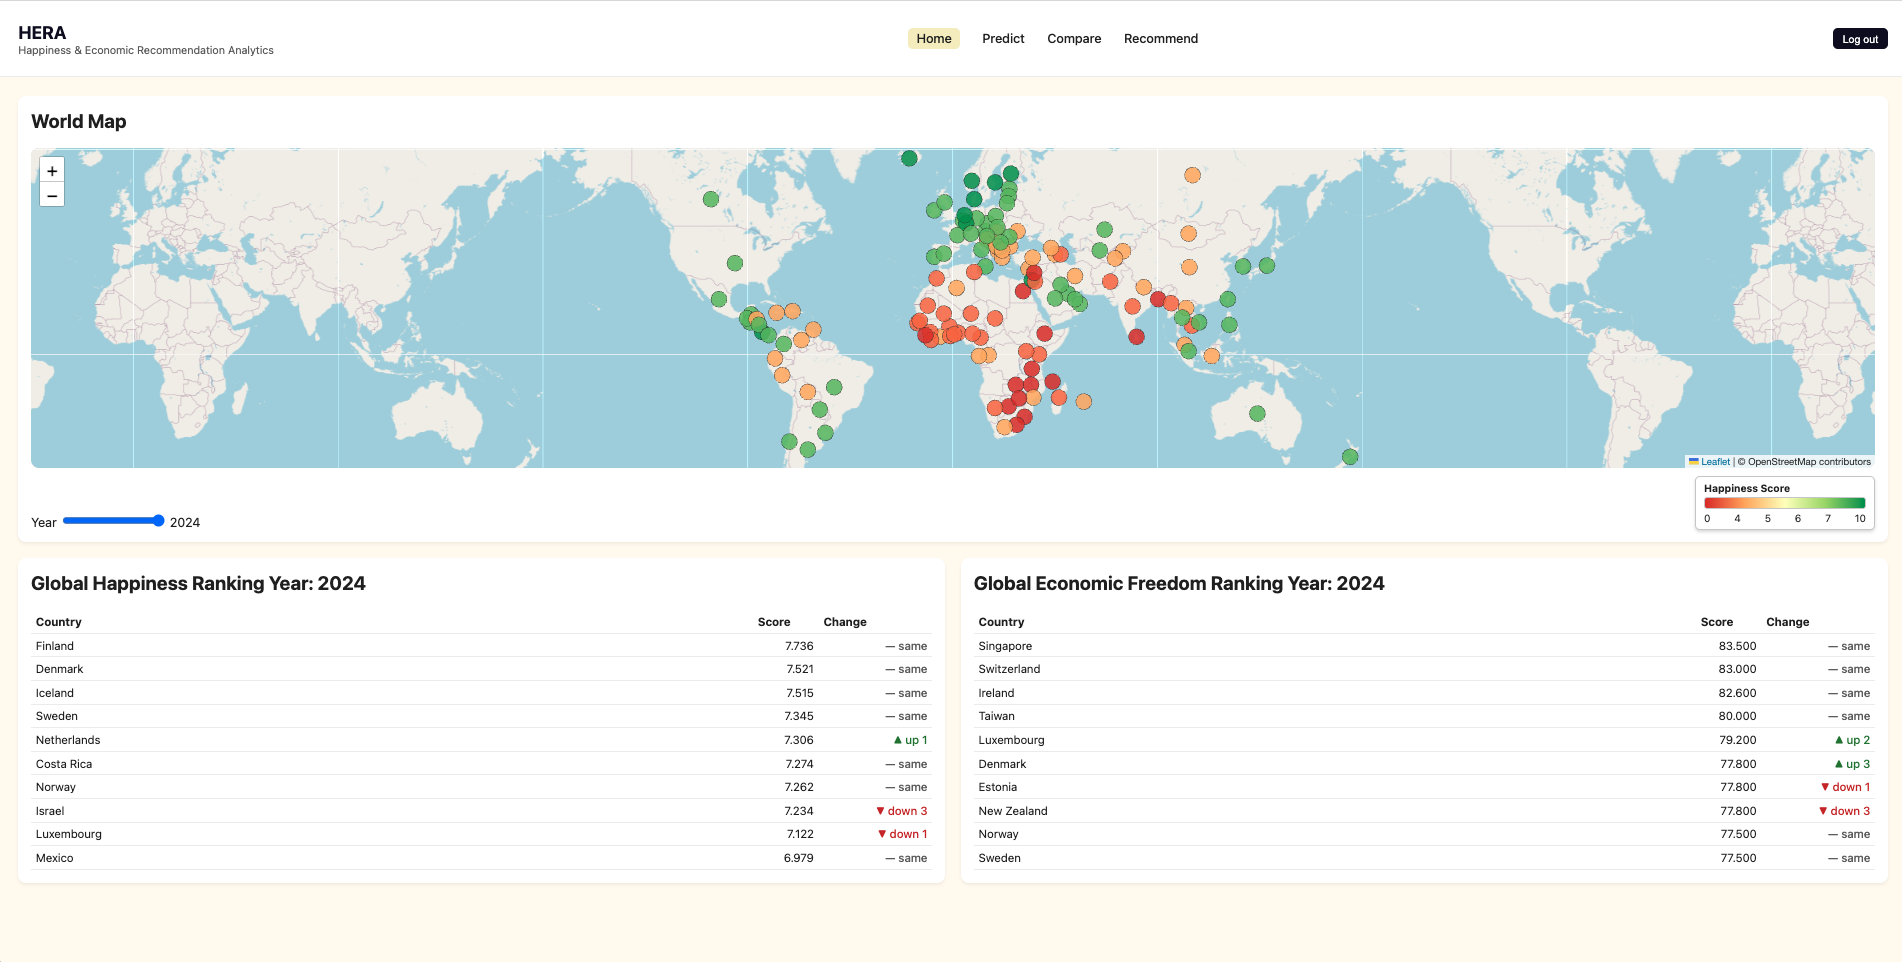 HERA
Happiness & Economic Recommendation Analytics
Home
Predict
Compare
Recommend
Log out
World Map
+
−
Leaflet | © OpenStreetMap contributors
Happiness Score
0 4 5 6 7 10
Year 2024
Global Happiness Ranking Year: 2024
Country Score Change
Finland 7.736 — same
Denmark 7.521 — same
Iceland 7.515 — same
Sweden 7.345 — same
Netherlands 7.306 ▲ up 1
Costa Rica 7.274 — same
Norway 7.262 — same
Israel 7.234 ▼ down 3
Luxembourg 7.122 ▼ down 1
Mexico 6.979 — same
Global Economic Freedom Ranking Year: 2024
Country Score Change
Singapore 83.500 — same
Switzerland 83.000 — same
Ireland 82.600 — same
Taiwan 80.000 — same
Luxembourg 79.200 ▲ up 2
Denmark 77.800 ▲ up 3
Estonia 77.800 ▼ down 1
New Zealand 77.800 ▼ down 3
Norway 77.500 — same
Sweden 77.500 — same